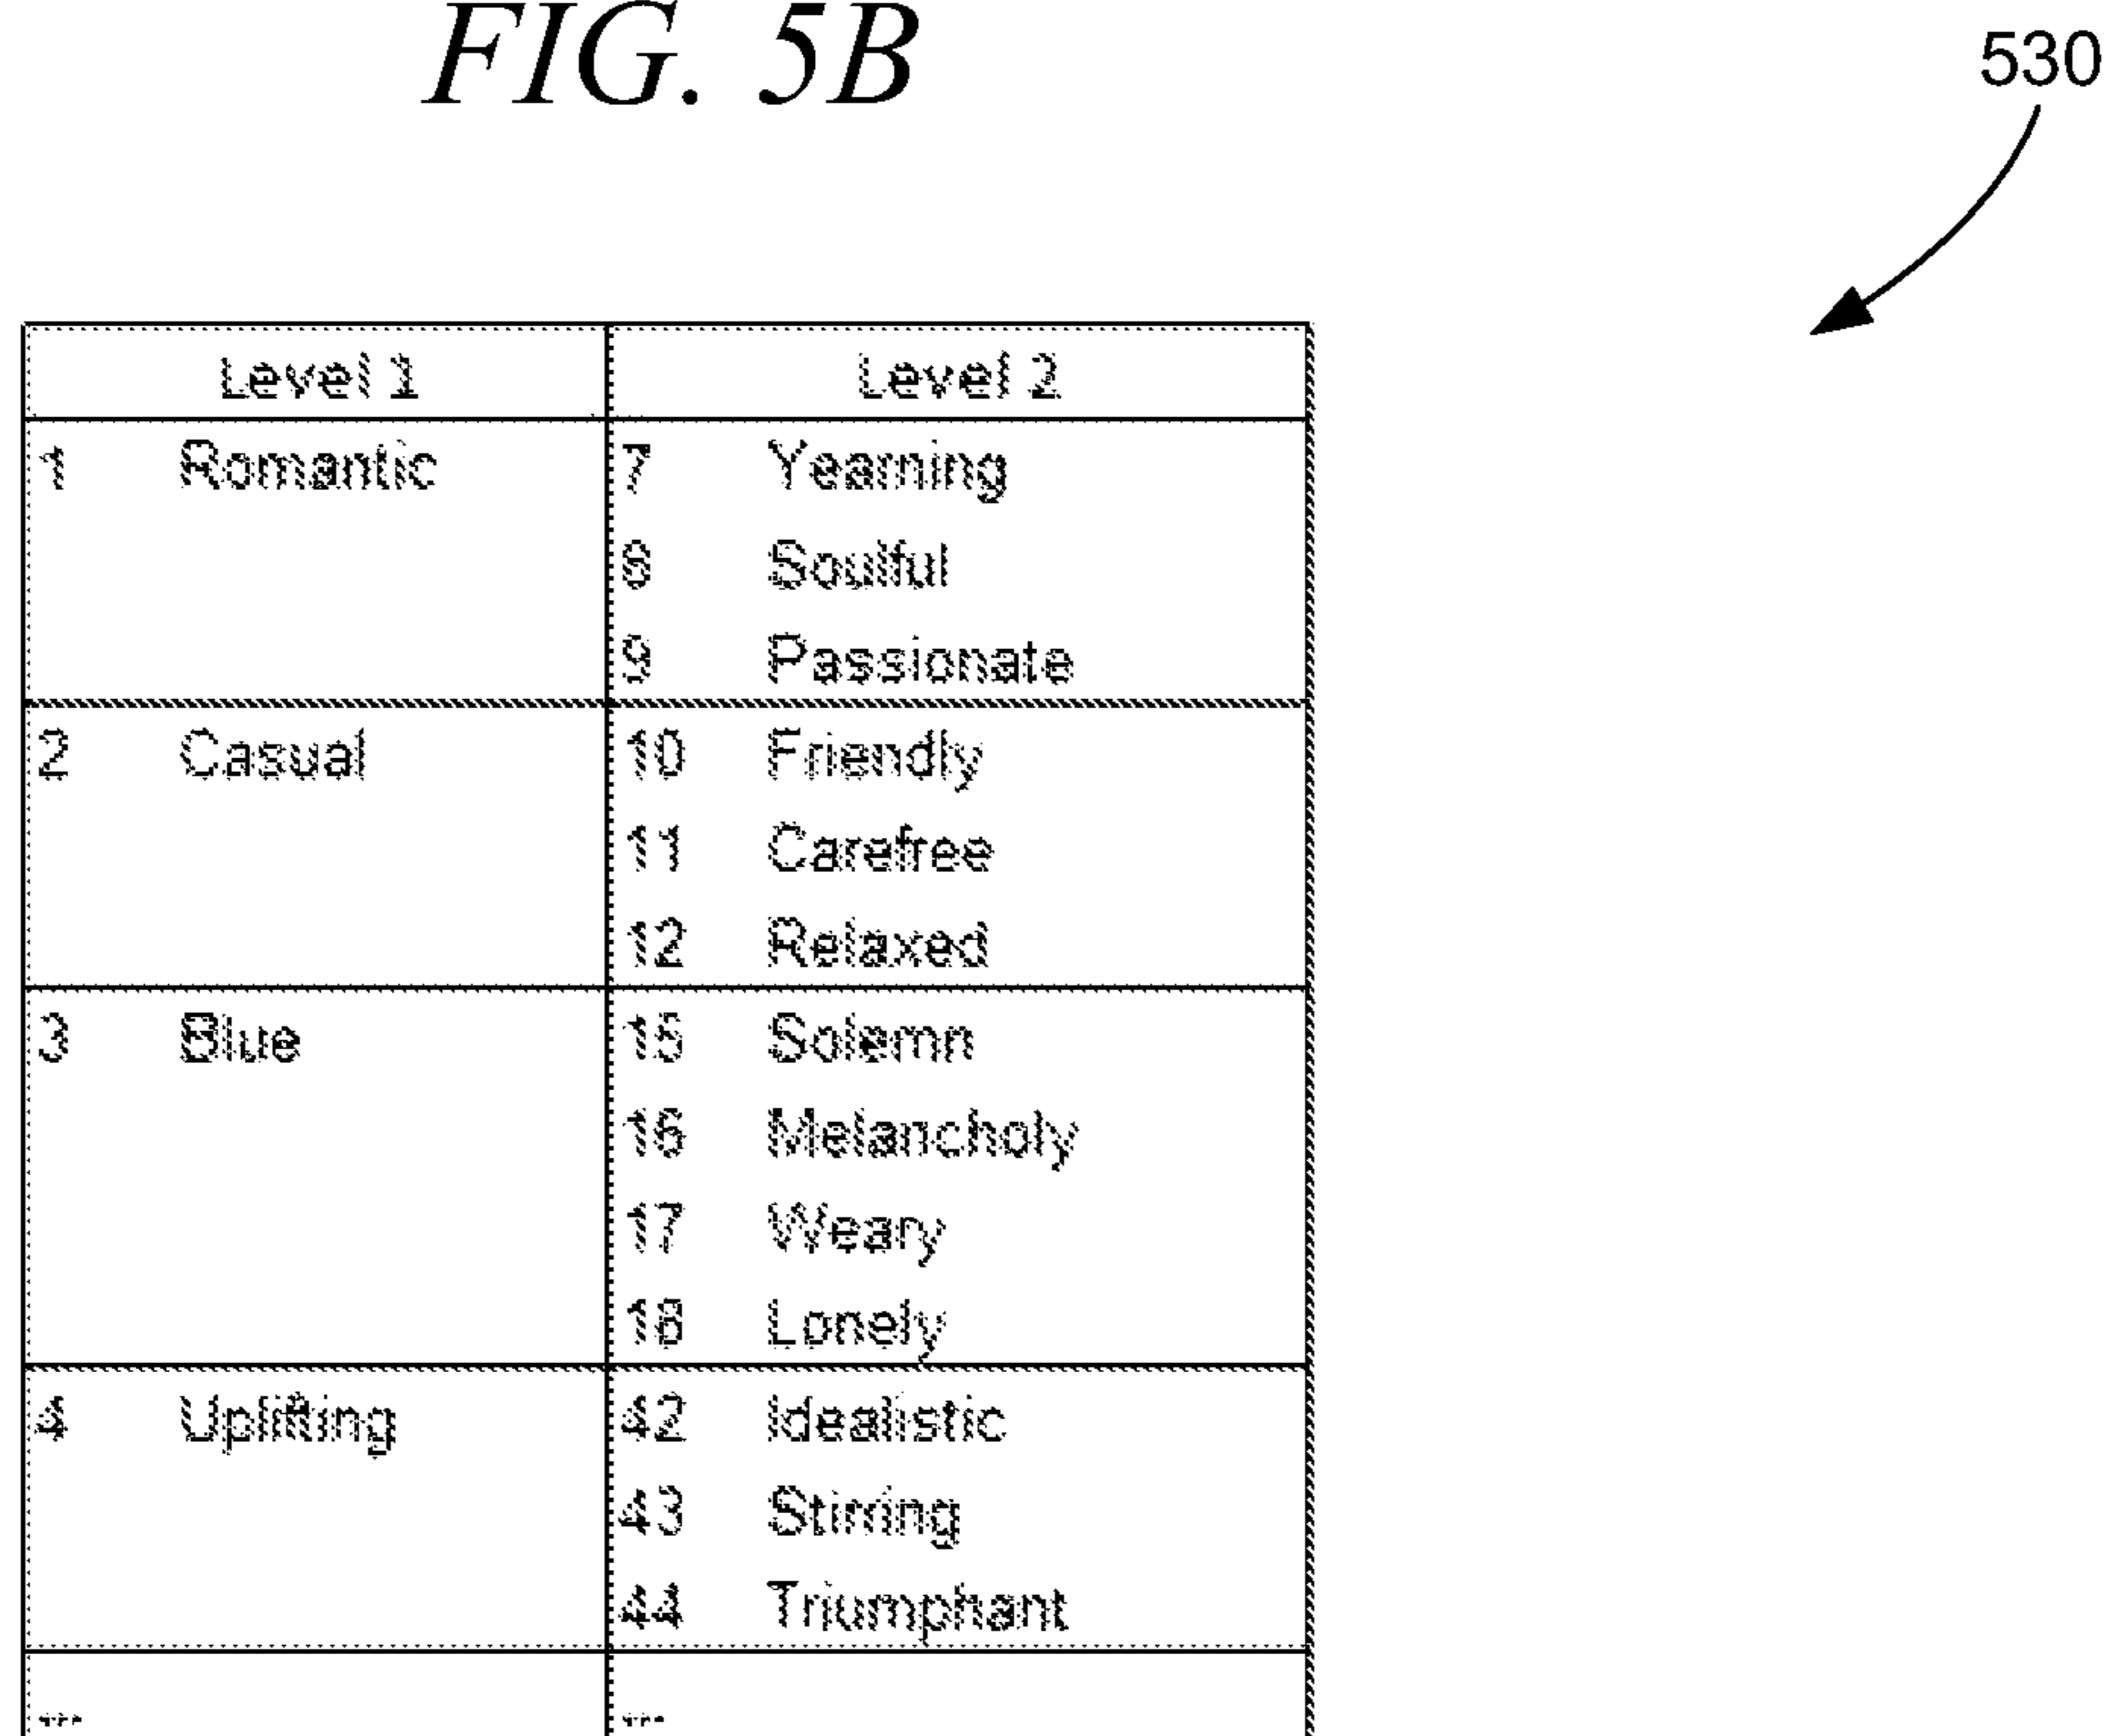 FIG. 5B
530
Level 1 Level 2
1 Romantic 7 Yearning
8 Soulful
9 Passionate
2 Casual 10 Friendly
11 Carefree
12 Relaxed
3 Blue 15 Solemn
16 Melancholy
17 Weary
18 Lonely
4 Uplifting 42 Idealistic
43 Stirring
44 Triumphant
... ...